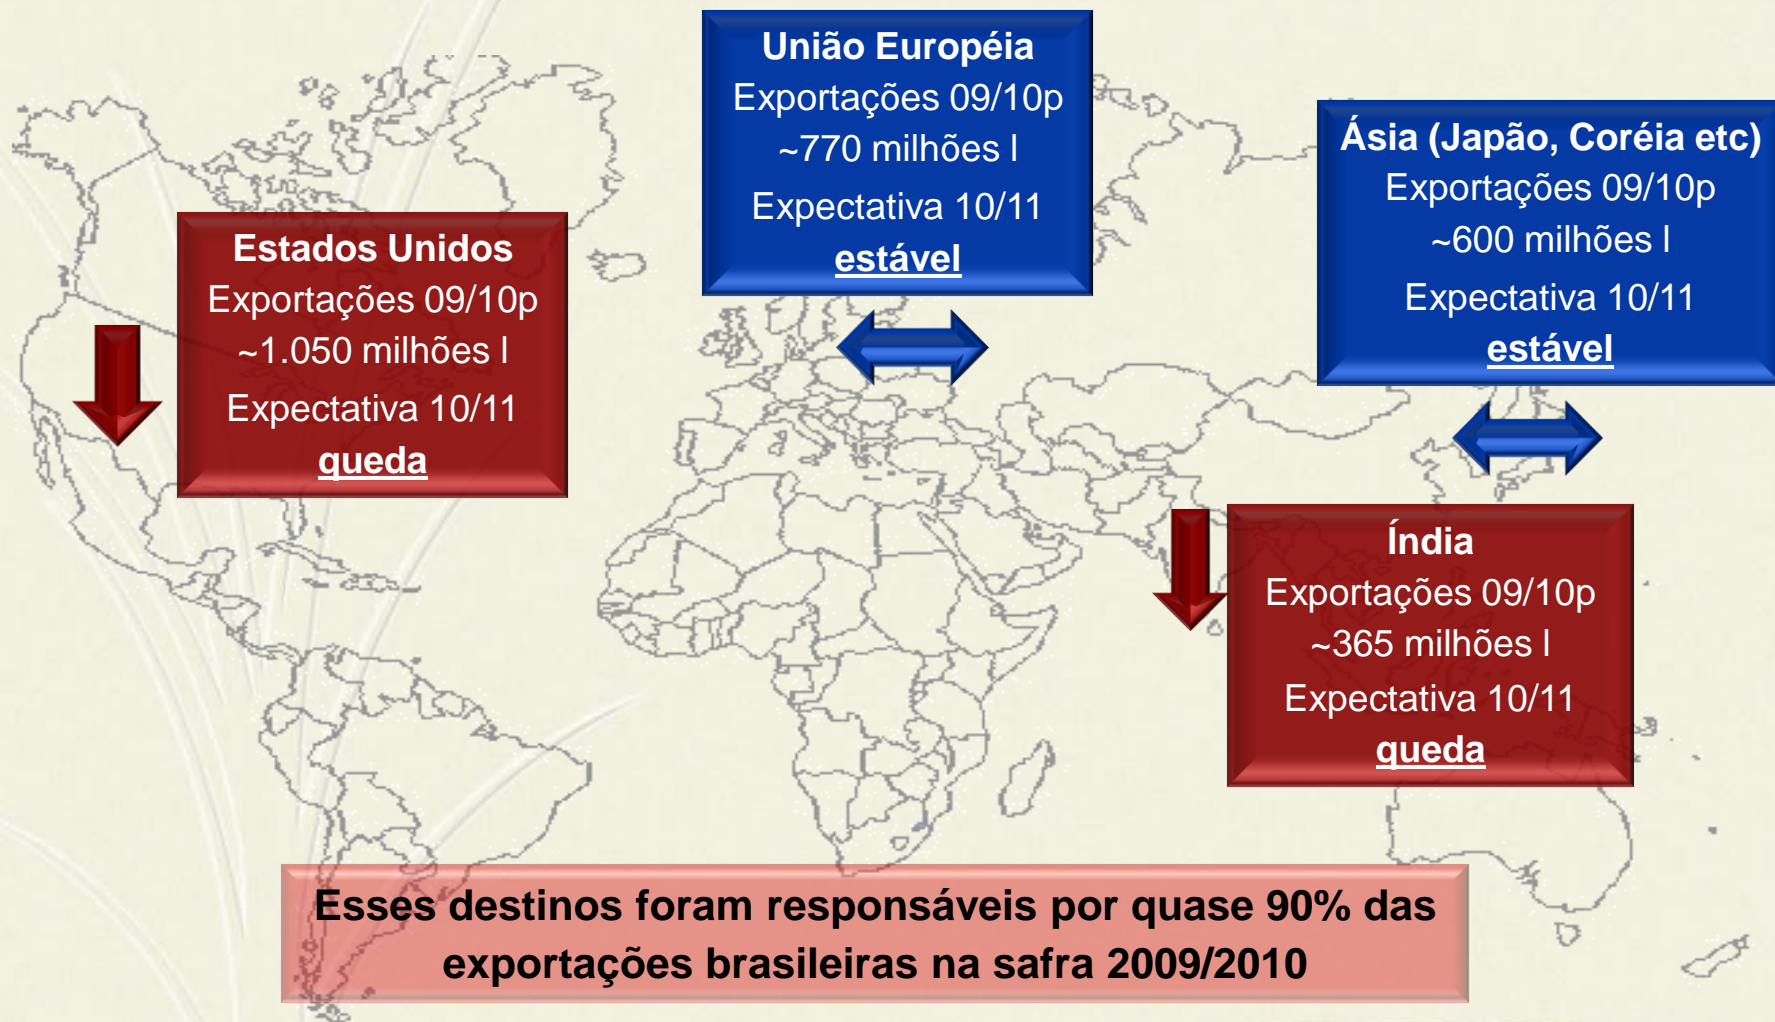 União Européia
Exportações 09/10p
~770 milhões l
Expectativa 10/11
estável
Ásia (Japão, Coréia etc)
Exportações 09/10p
~600 milhões l
Expectativa 10/11
estável
Estados Unidos
Exportações 09/10p
~1.050 milhões l
Expectativa 10/11
queda
Índia
Exportações 09/10p
~365 milhões l
Expectativa 10/11
queda
Esses destinos foram responsáveis por quase 90% das
exportações brasileiras na safra 2009/2010